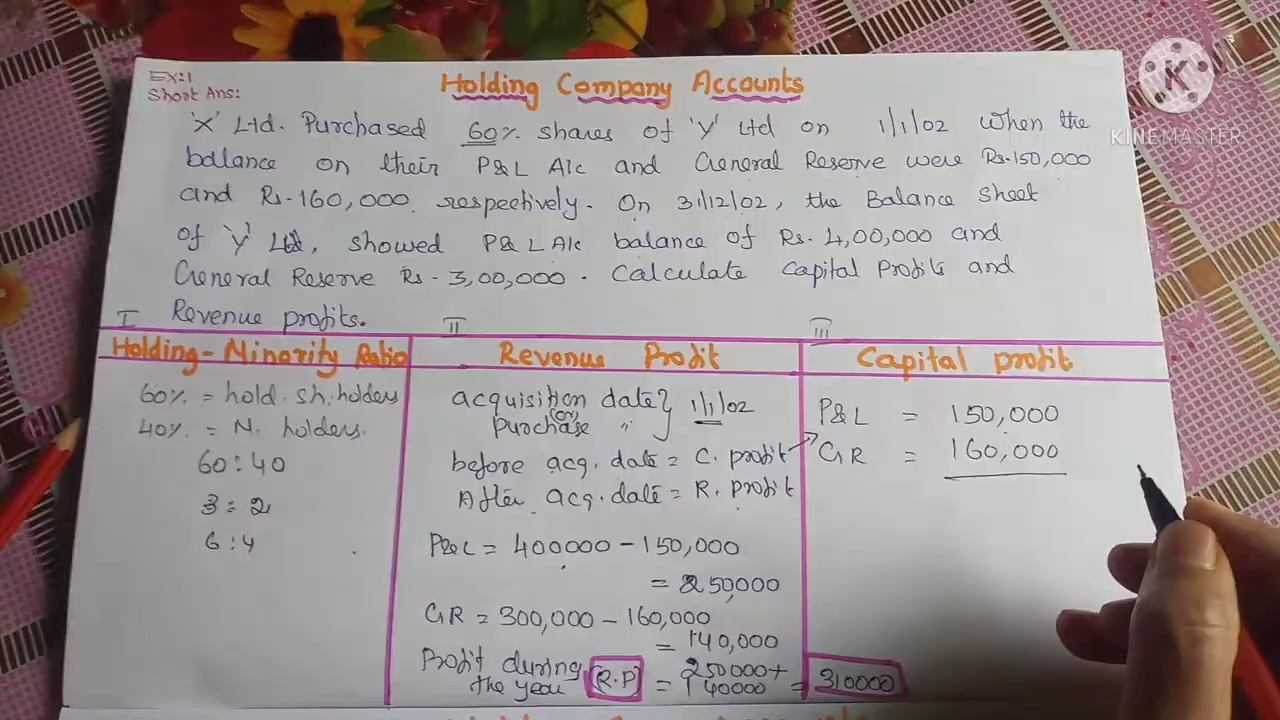 Ex:1
Short Ans:
Holding Company Accounts
'X' Ltd. Purchased 60% shares of 'Y' Ltd on 1/1/02 when the
balance on their P&L A/c and General Reserve were Rs.150,000
and Rs.160,000 respectively. On 31/12/02, the Balance Sheet
of 'Y' Ltd, showed P&L A/c balance of Rs. 4,00,000 and
General Reserve Rs. 3,00,000. Calculate Capital Profits and
Revenue profits.
I
Holding-Minority Ratio
60% = hold. sh. holders
40% = M. holders.
60:40
3:2
6:4
II
Revenue Profit
acquisition date } 1/1/02
(or)
Purchase "
before acq. date = C. profit
After acq. date = R. profit
P&L = 400000 - 150,000
= 250,000
GR = 300,000 - 160,000
= 140,000
Profit during
the year (R.P) = 250000+
140000 = 310000
III
Capital profit
P&L = 150,000
GR = 160,000
KINEMASTER